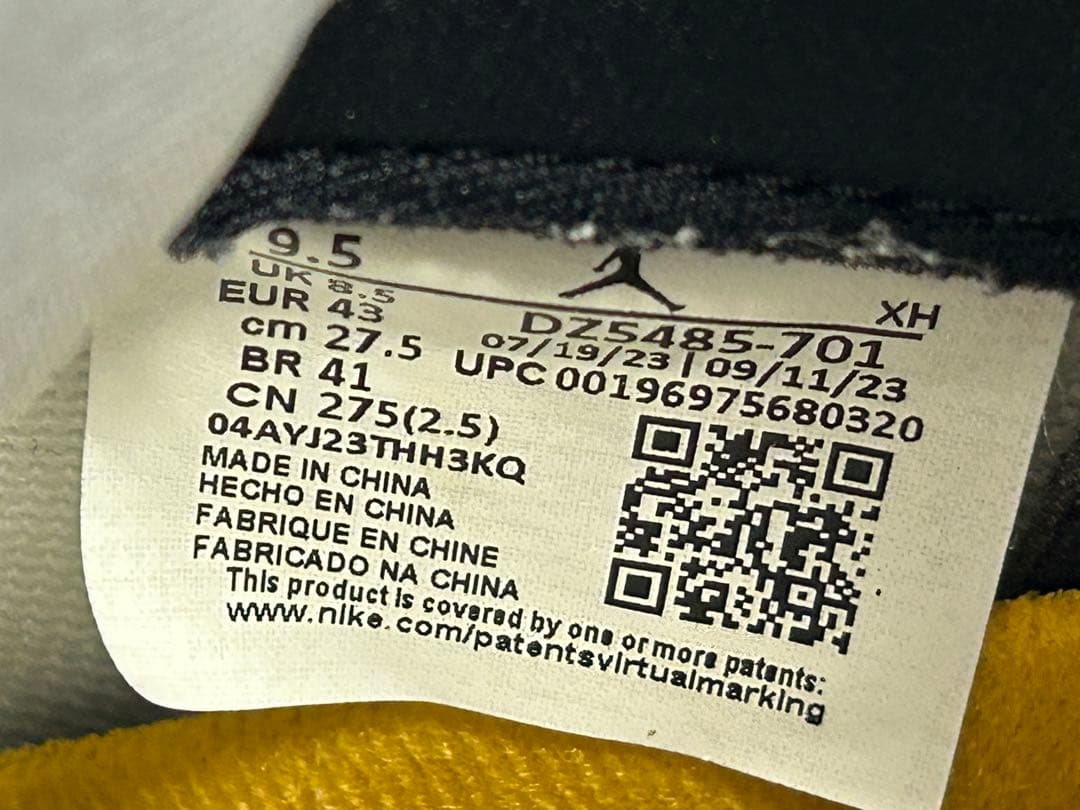 9.5
UK 8.5
EUR 43
cm 27.5
BR 41
CN 275(2.5)
04AYJ23THH3KQ
MADE IN CHINA
HECHO EN CHINA
FABRIQUE EN CHINE
FABRICADO NA CHINA
This product is covered by one or more patents:
www.nike.com/patentsvirtualmarking
XH
DZ5485-701
07/19/23 | 09/11/23
UPC 00196975680320